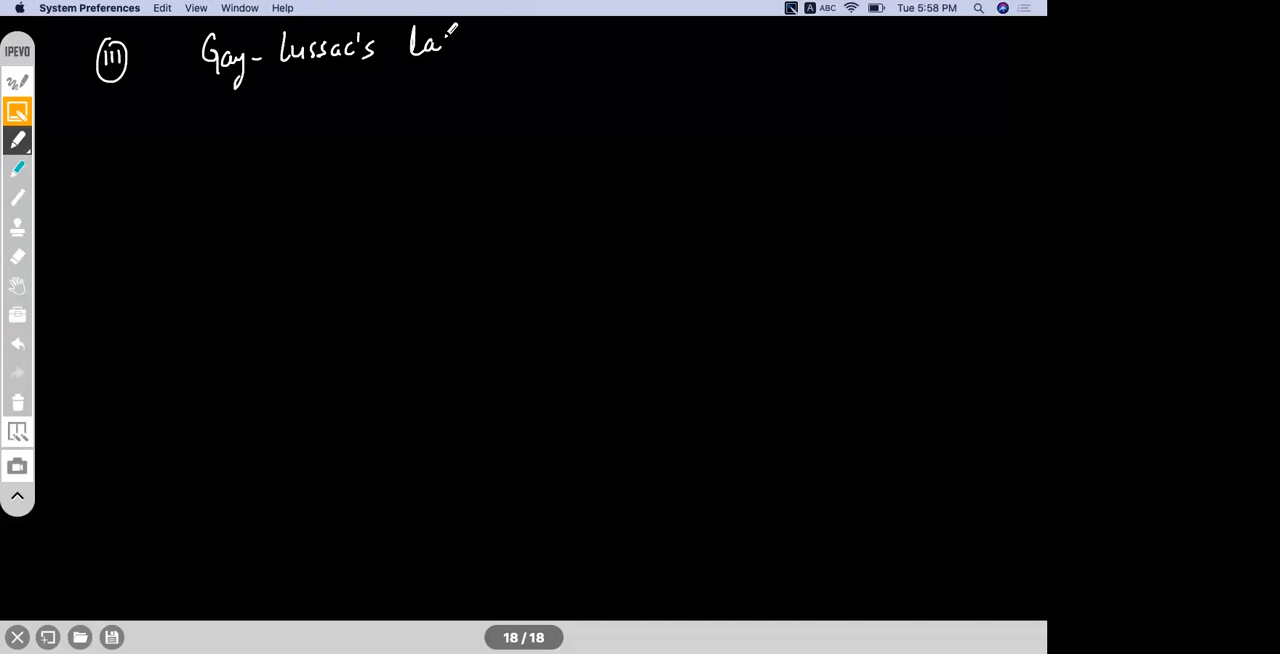 System Preferences Edit View Window Help A ABC Tue 5:58 PM
IPEVO
(iii) Gay-Lussac's La
18 / 18